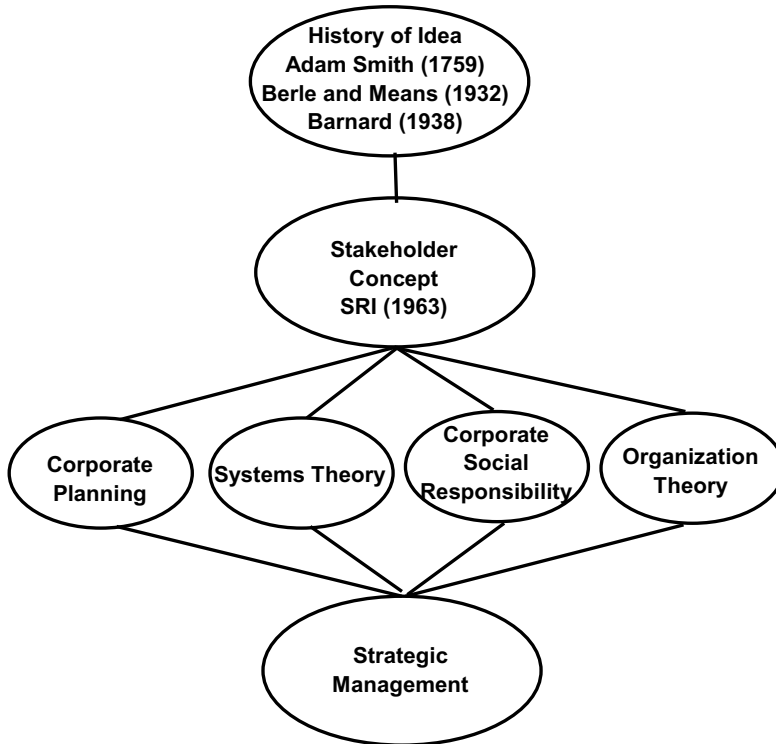 History of Idea
Adam Smith (1759)
Berle and Means (1932)
Barnard (1938)
Stakeholder
Concept
SRI (1963)
Corporate
Planning
Systems Theory
Corporate
Social
Responsibility
Organization
Theory
Strategic
Management